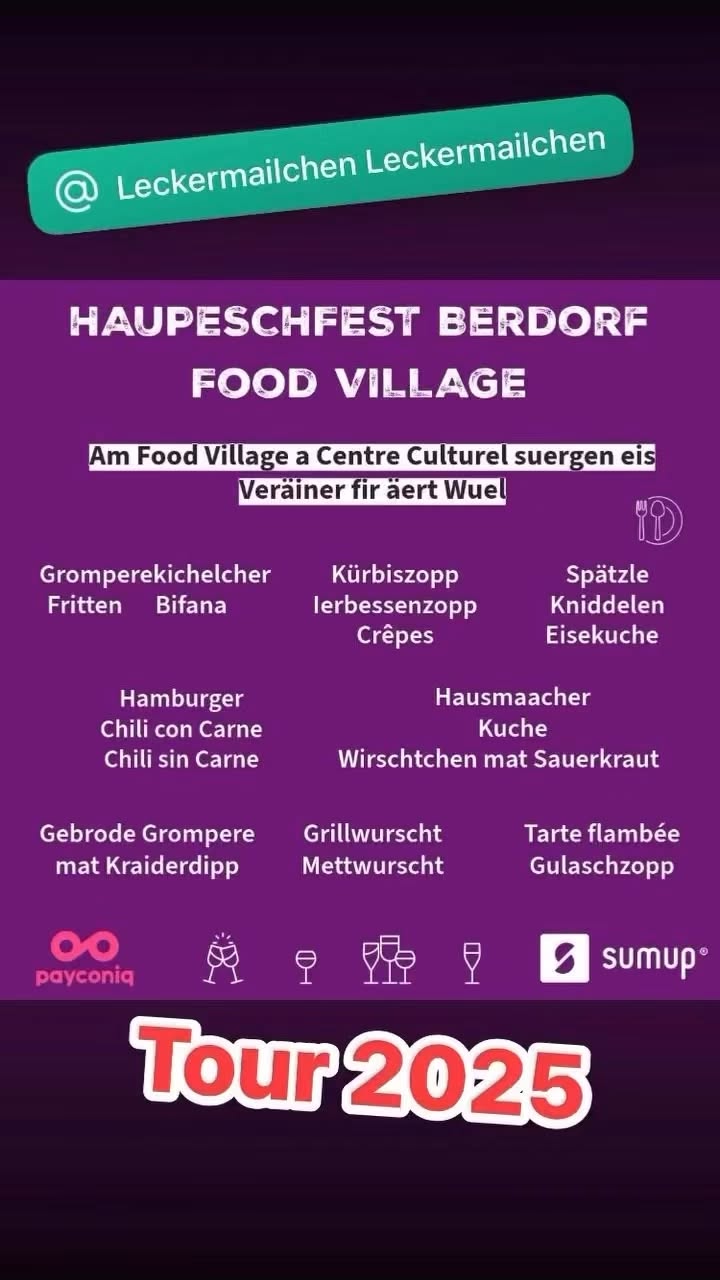 @ Leckermailchen Leckermailchen
HAUPESCHFEST BERDORF
FOOD VILLAGE
Am Food Village a Centre Culturel suergen eis
Veräiner fir äert Wuel
Gromperekichelcher
Fritten Bifana
Kürbiszopp
Ierbessenzopp
Crêpes
Spätzle
Kniddelen
Eisekuche
Hamburger
Chili con Carne
Chili sin Carne
Hausmaacher
Kuche
Wirschtchen mat Sauerkraut
Gebrode Grompere
mat Kraiderdipp
Grillwurscht
Mettwurscht
Tarte flambée
Gulaschzopp
payconiq
sumup®
Tour 2025